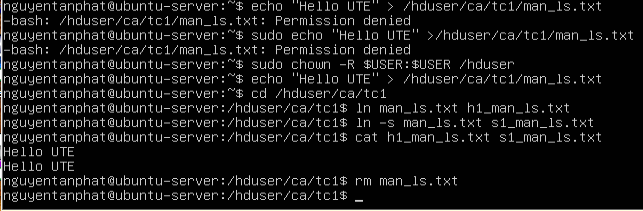 nguyentanphat@ubuntu-server:~$ echo "Hello UTE" > /hduser/ca/tc1/man_ls.txt
-bash: /hduser/ca/tc1/man_ls.txt: Permission denied
nguyentanphat@ubuntu-server:~$ sudo echo "Hello UTE" >/hduser/ca/tc1/man_ls.txt
-bash: /hduser/ca/tc1/man_ls.txt: Permission denied
nguyentanphat@ubuntu-server:~$ sudo chown -R $USER:$USER /hduser
nguyentanphat@ubuntu-server:~$ echo "Hello UTE" > /hduser/ca/tc1/man_ls.txt
nguyentanphat@ubuntu-server:~$ cd /hduser/ca/tc1
nguyentanphat@ubuntu-server:/hduser/ca/tc1$ ln man_ls.txt h1_man_ls.txt
nguyentanphat@ubuntu-server:/hduser/ca/tc1$ ln -s man_ls.txt s1_man_ls.txt
nguyentanphat@ubuntu-server:/hduser/ca/tc1$ cat h1_man_ls.txt s1_man_ls.txt
Hello UTE
Hello UTE
nguyentanphat@ubuntu-server:/hduser/ca/tc1$ rm man_ls.txt
nguyentanphat@ubuntu-server:/hduser/ca/tc1$ _